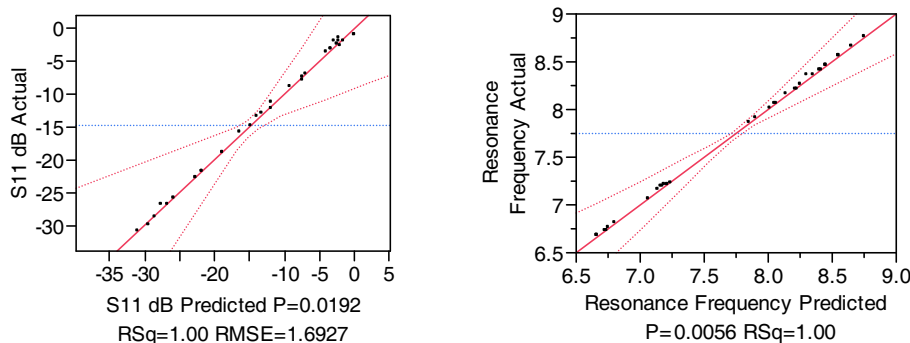 S11 dB Actual
0
-5
-10
-15
-20
-25
-30
-35 -30 -25 -20 -10 -5 0 5
S11 dB Predicted P=0.0192
RSq=1.00 RMSE=1.6927
Resonance
Frequency Actual
9
8.5
8
7.5
7
6.5
6.5 7.0 7.5 8.0 8.5 9.0
Resonance Frequency Predicted
P=0.0056 RSq=1.00